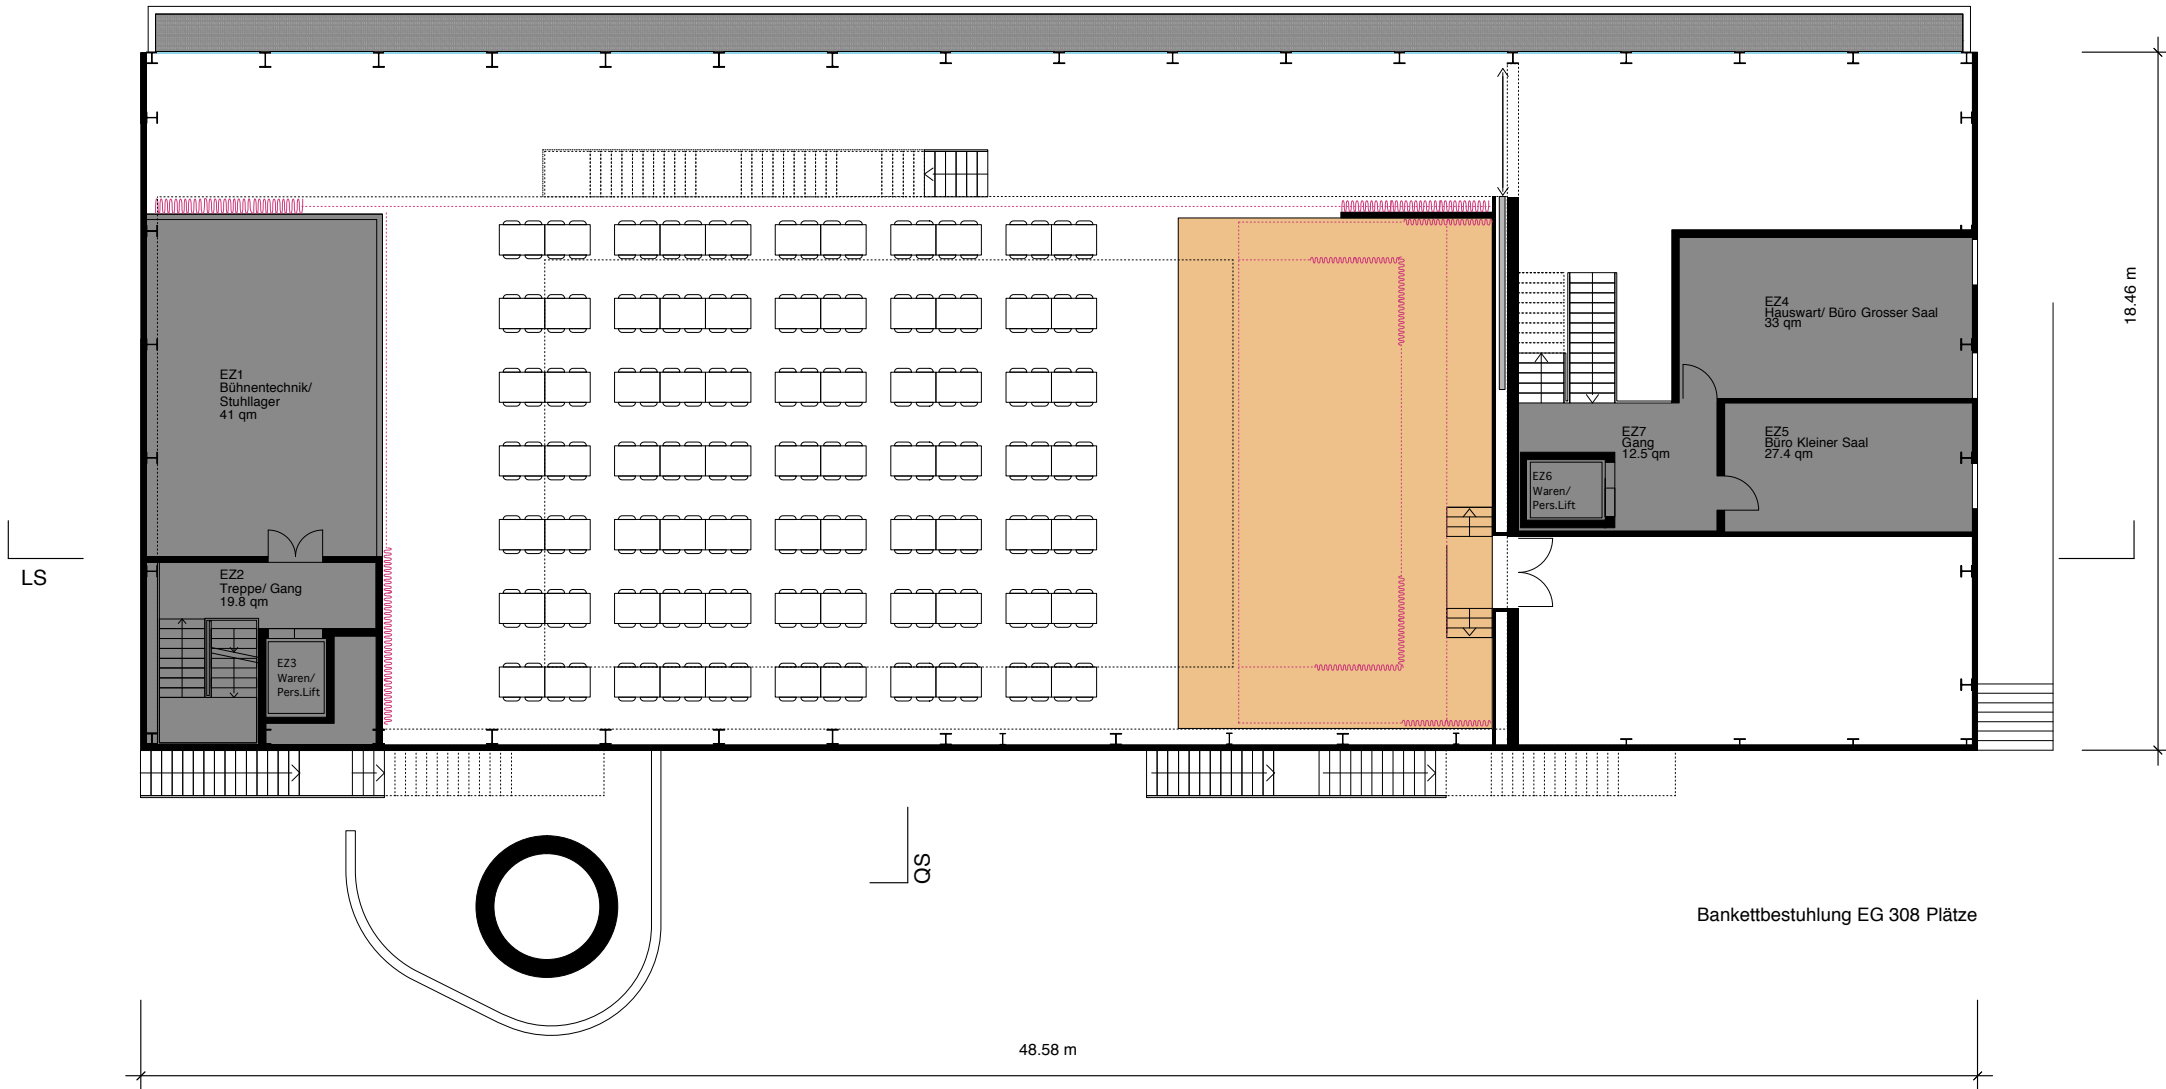 EZ1
Bühnentechnik/
Stuhllager
41 qm
EZ2
Treppe/ Gang
19.8 qm
EZ3
Waren/
Pers.Lift
EZ4
Hauswart/ Büro Grosser Saal
33 qm
EZ7
Gang
12.5 qm
EZ5
Büro Kleiner Saal
27.4 qm
EZ6
Waren/
Pers.Lift
18.46 m
LS
QS
Bankettbestuhlung EG 308 Plätze
48.58 m